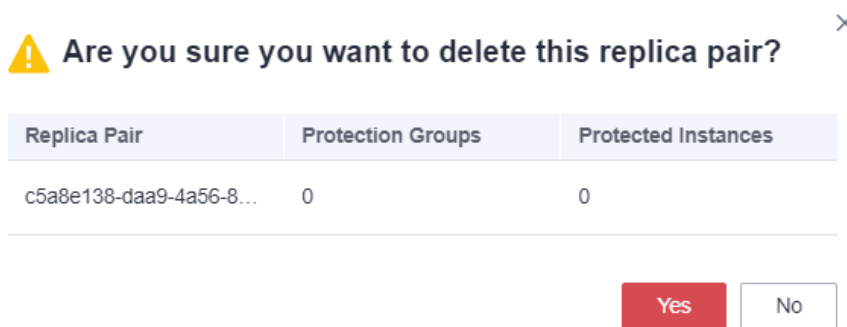 Are you sure you want to delete this replica pair?
Replica Pair Protection Groups Protected Instances
c5a8e138-daa9-4a56-8... 0 0
Yes No